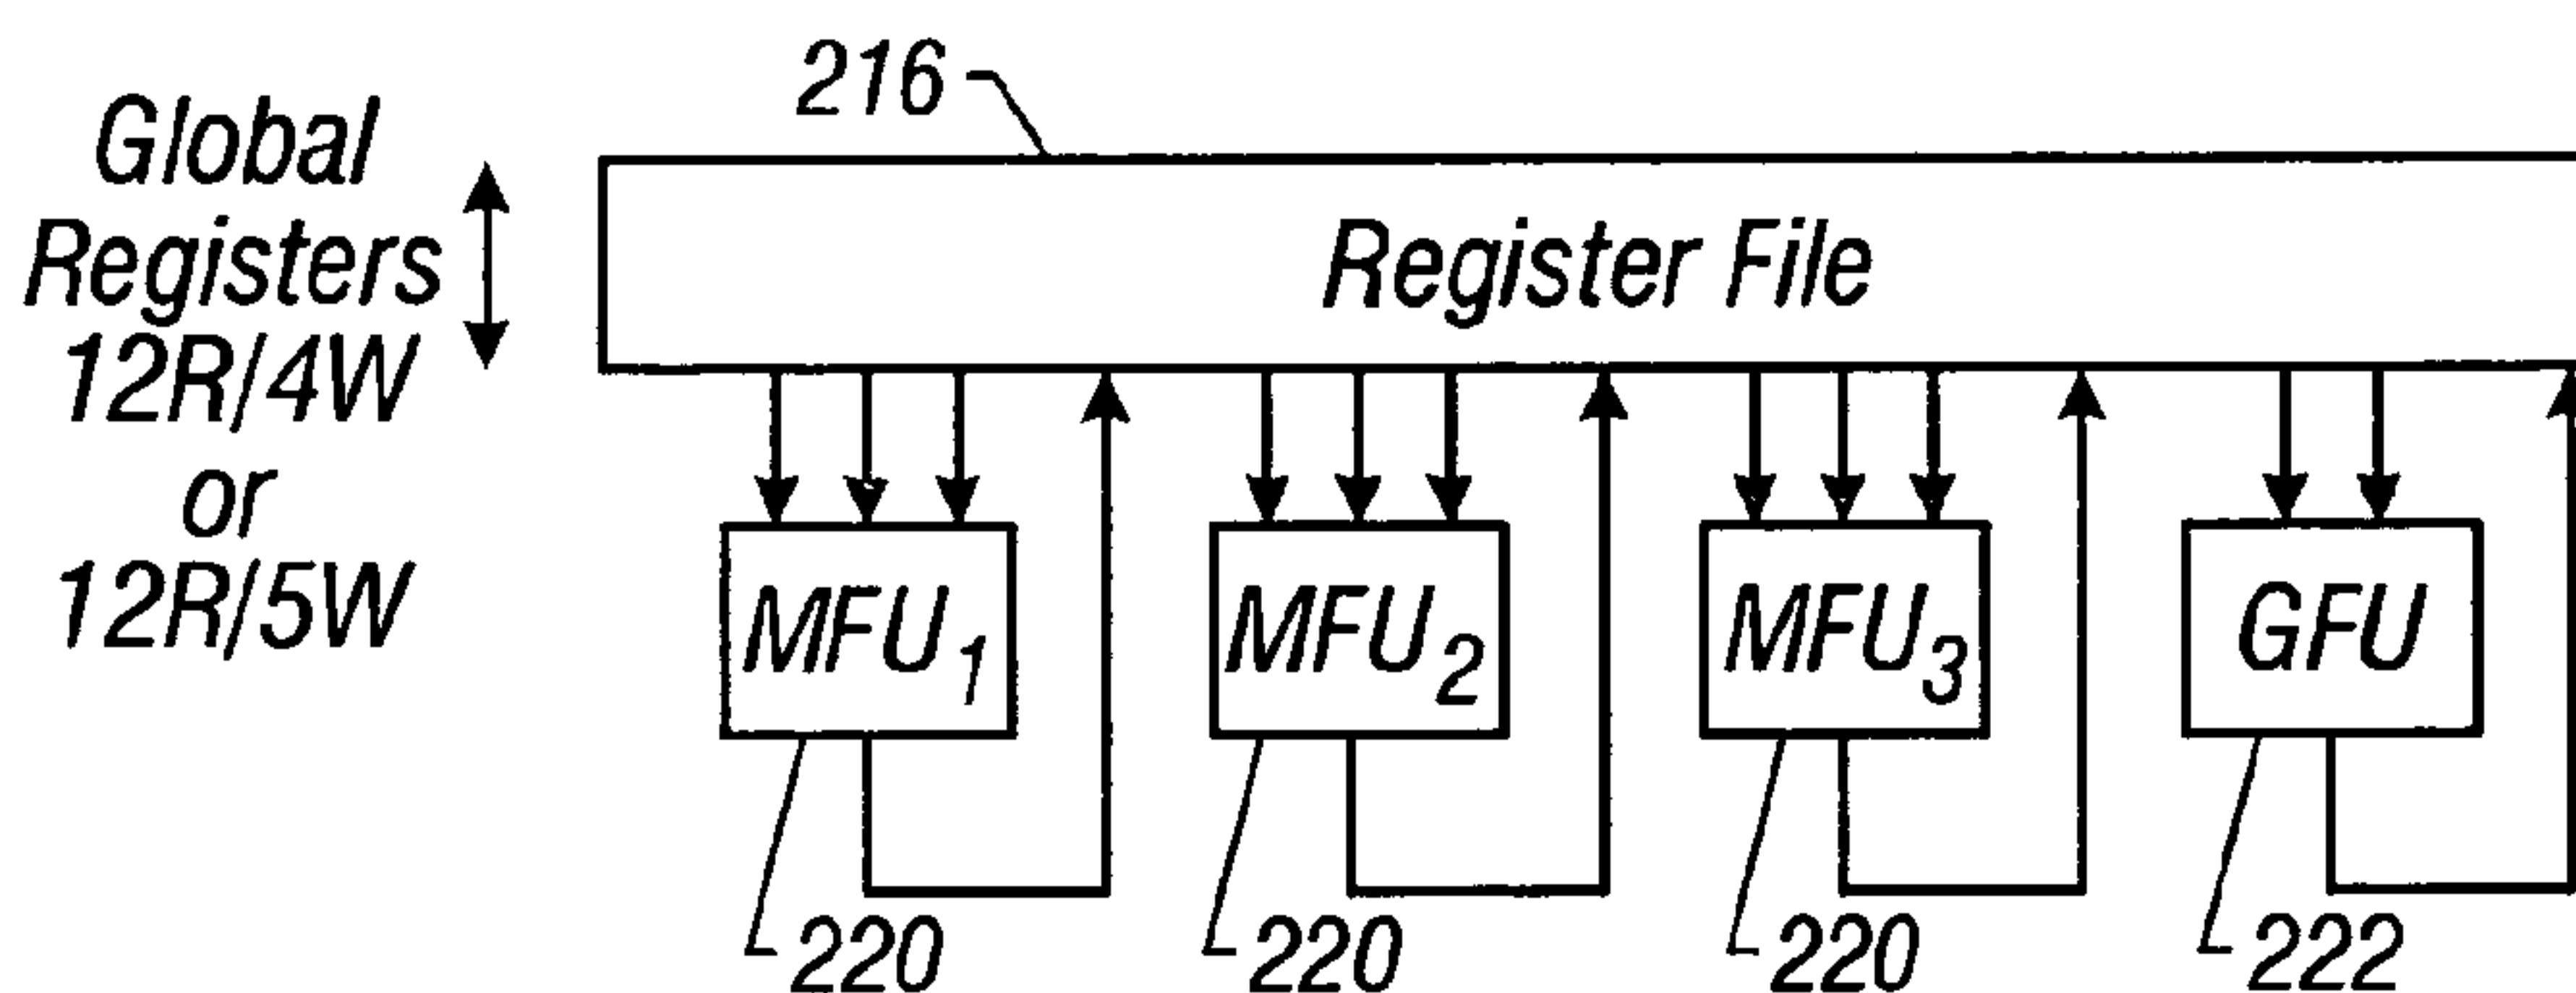 216
Global
Registers
12R/4W
or
12R/5W
Register File
MFU1
MFU2
MFU3
GFU
220
220
220
222